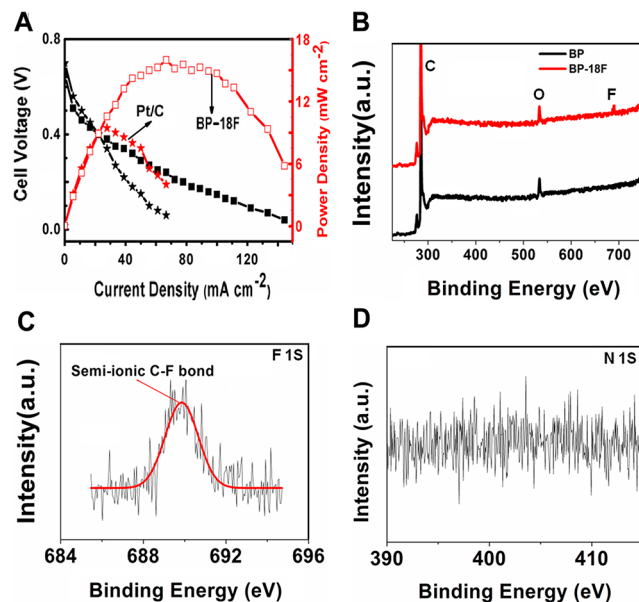 A
Cell Voltage (V)
0.8
0.4
0.0
Pt/C
BP-18F
18
15
12
9
6
3
0
Power Density (mW cm-2)
0
40
80
120
Current Density (mA cm-2)
B
Intensity(a.u.)
C
O
F
BP
BP-18F
300
400
500
600
700
Binding Energy (eV)
C
Intensity(a.u.)
F 1S
Semi-ionic C-F bond
684
688
692
696
Binding Energy (eV)
D
Intensity (a.u.)
N 1S
390
400
410
Binding Energy (eV)